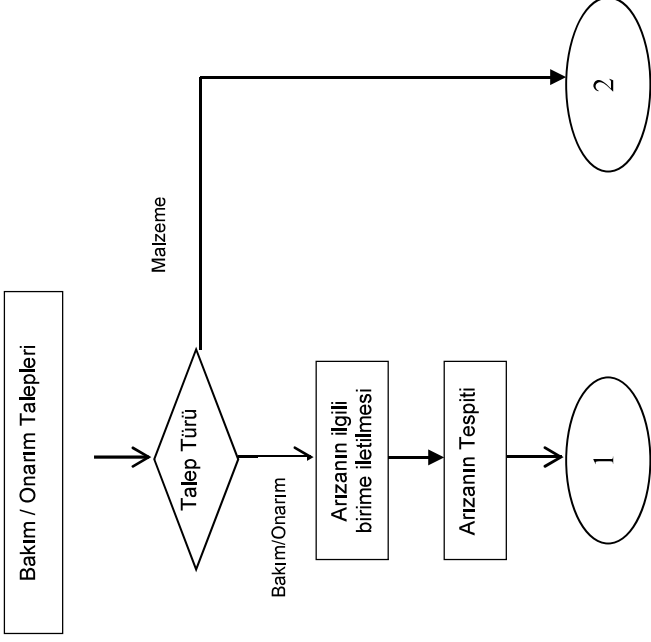 Bakım / Onarım Talepleri
Talep Türü
Malzeme
Bakım/Onarım
Arızanın ilgili
birime iletilmesi
Arızanın Tespiti
1
2